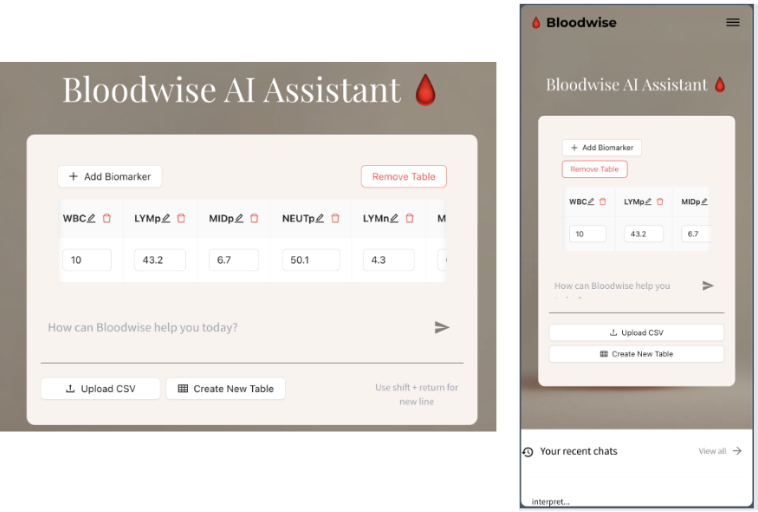 Bloodwise AI Assistant
+ Add Biomarker
Remove Table
WBC LYMp MIDp NEUTp LYMn M
10 43.2 6.7 50.1 4.3
How can Bloodwise help you today?
Upload CSV
Create New Table
Use shift + return for
new line
Bloodwise
Bloodwise AI Assistant
+ Add Biomarker
Remove Table
WBC LYMp MIDp
10 43.2 6.7
How can Bloodwise help you
Upload CSV
Create New Table
Your recent chats
View all
interpret...